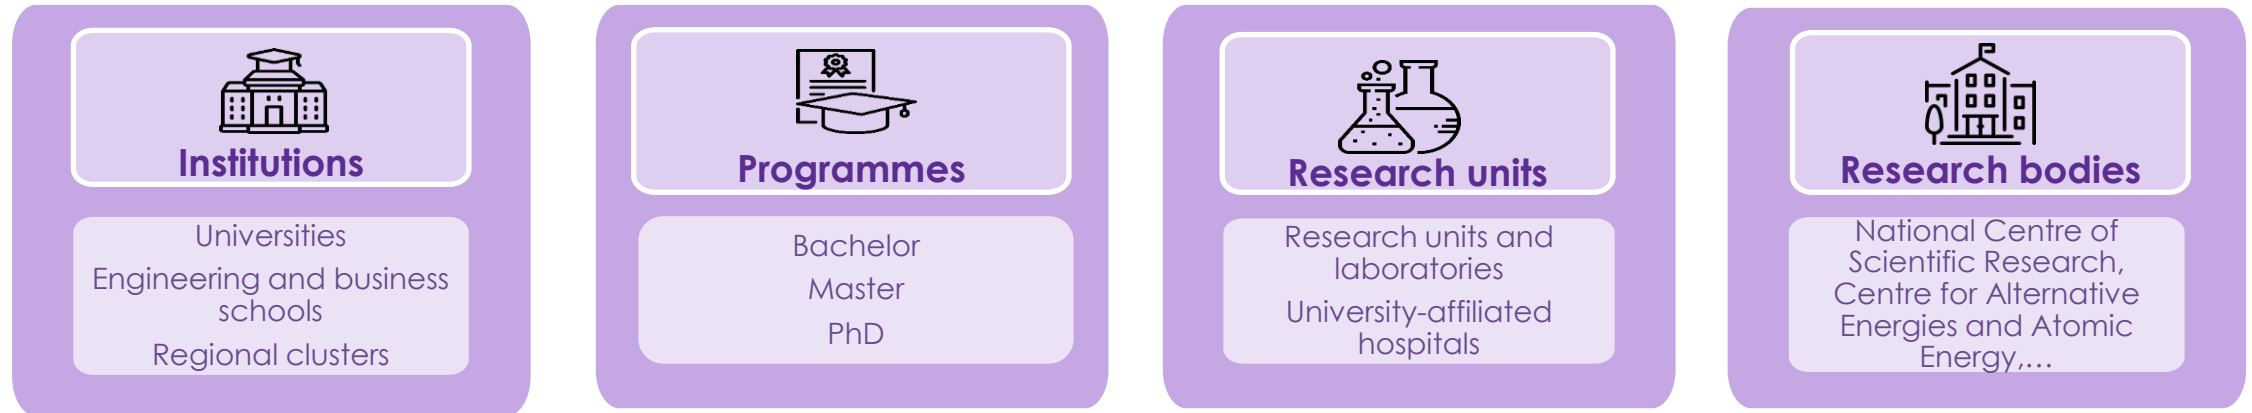 Institutions
Universities
Engineering and business
schools
Regional clusters
Programmes
Bachelor
Master
PhD
Research units
Research units and
laboratories
University-affiliated
hospitals
Research bodies
National Centre of
Scientific Research,
Centre for Alternative
Energies and Atomic
Energy,…